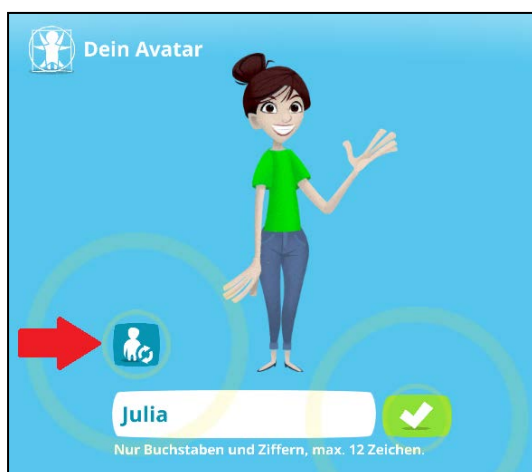 Dein Avatar
Julia
Nur Buchstaben und Ziffern, max. 12 Zeichen.